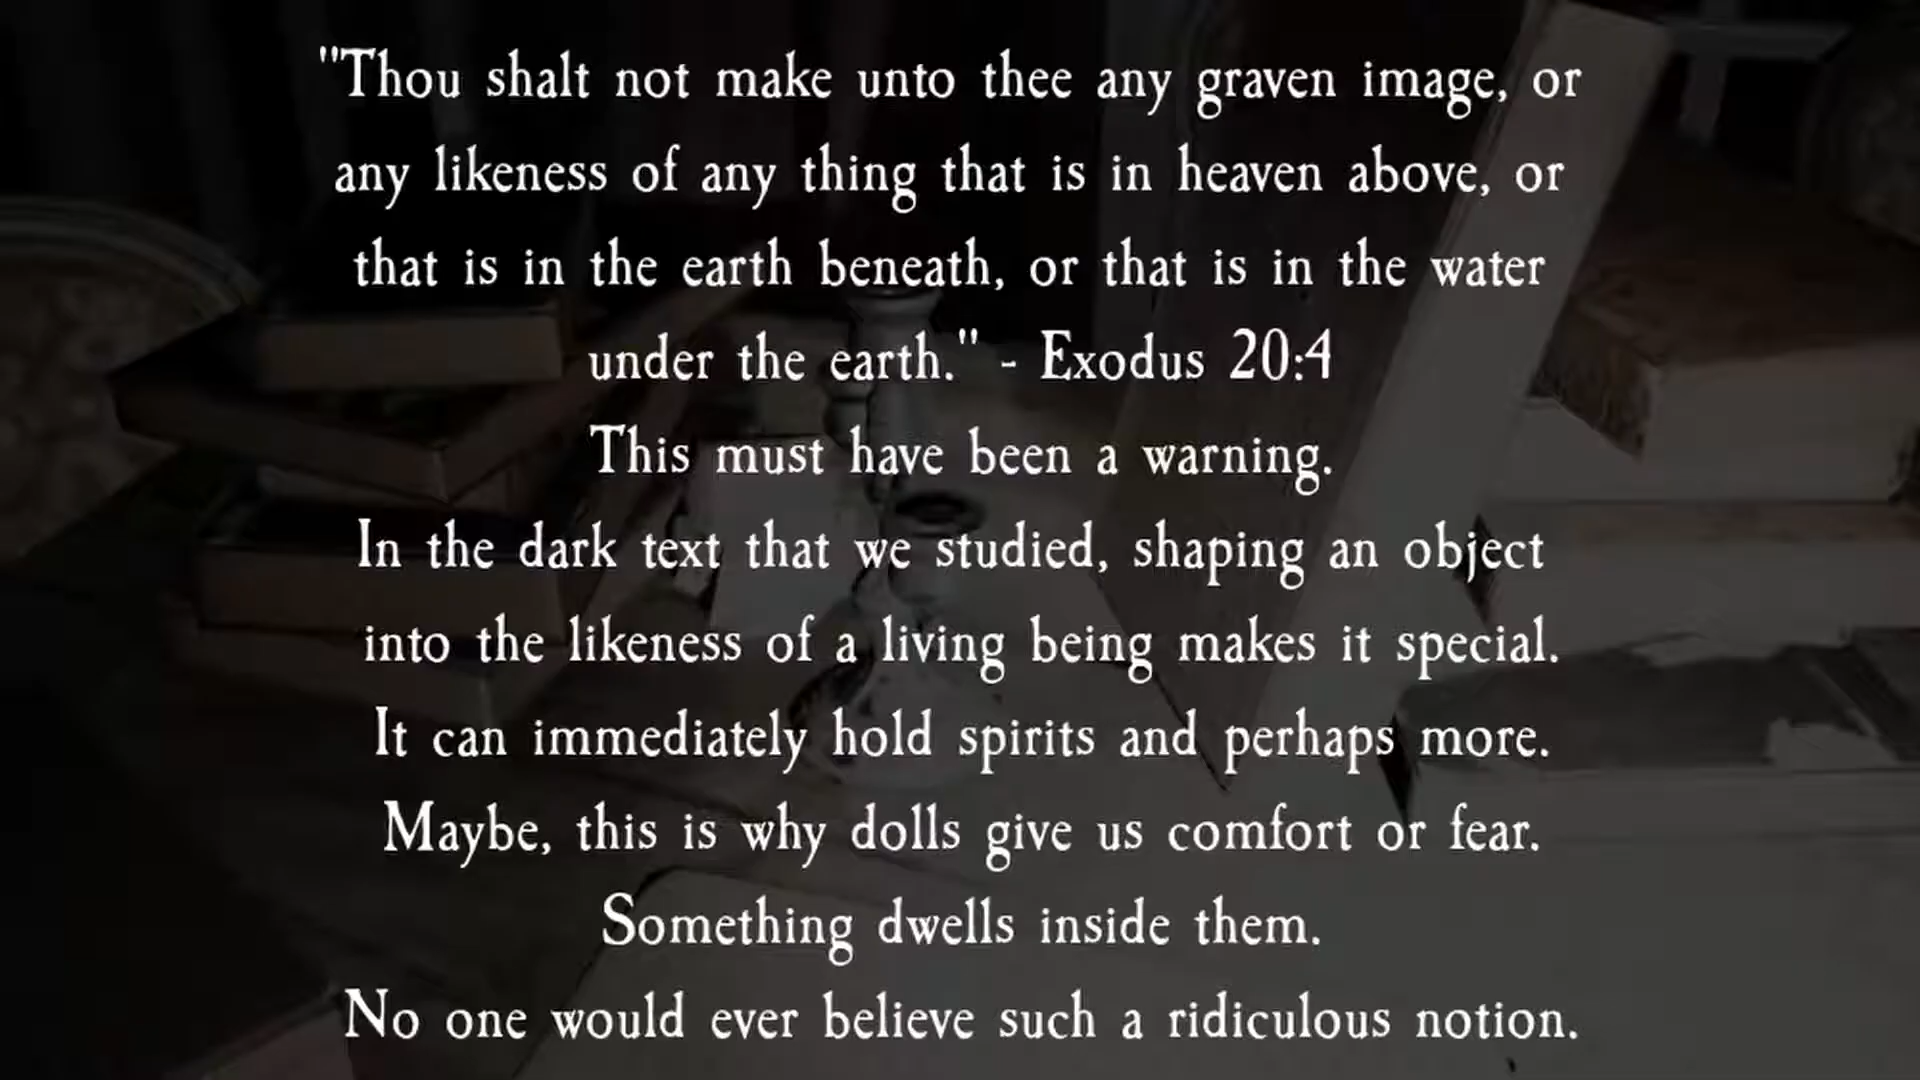 "Thou shalt not make unto thee any graven image, or
any likeness of any thing that is in heaven above, or
that is in the earth beneath, or that is in the water
under the earth." - Exodus 20:4
This must have been a warning.
In the dark text that we studied, shaping an object
into the likeness of a living being makes it special.
It can immediately hold spirits and perhaps more.
Maybe, this is why dolls give us comfort or fear.
Something dwells inside them.
No one would ever believe such a ridiculous notion.